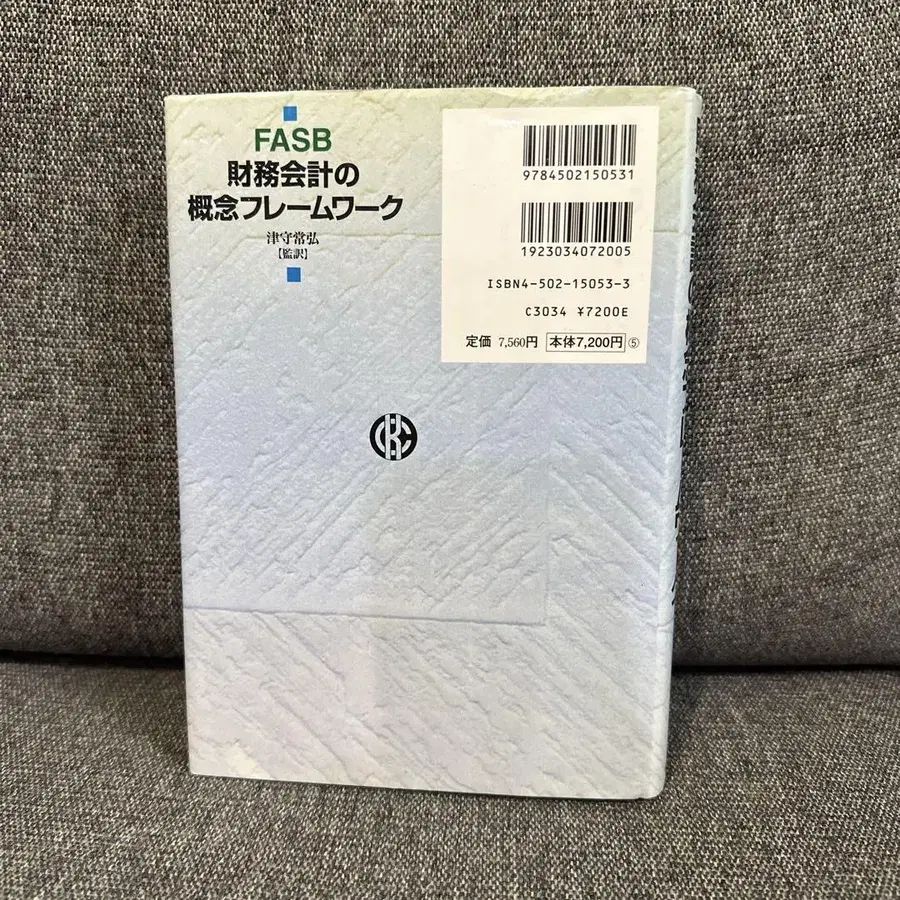 FASB
財務会計の
概念フレームワーク
津守常弘
【監訳】
9784502150531
1923034072005
ISBN4-502-15053-3
C3034 ¥7200E
定価 7,560円 本体7,200円 ⑤